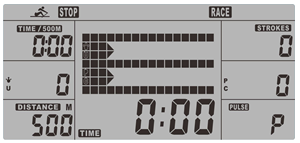 STOP RACE
TIME/500M STROKES
0:00 0
U 0 P C 0
DISTANCE M PULSE
500 TIME 0:00 P